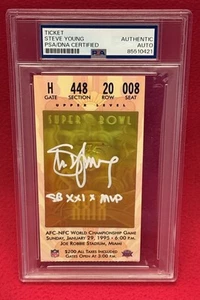 TICKET AUTHENTIC
STEVE YOUNG AUTO
PSA/DNA CERTIFIED PSA 85510421
H 448 20 008
GATE SECTION ROW SEAT
UPPER LEVEL
SUPER BOWL
XXIX
SB XXIX MVP
AFC-NFC WORLD CHAMPIONSHIP GAME
SUNDAY, JANUARY 29, 1995 • 6:00 P.M.
JOE ROBBIE STADIUM, MIAMI
$200 ALL TAXES INCLUDED
GATES OPEN AT 3:00 P.M.